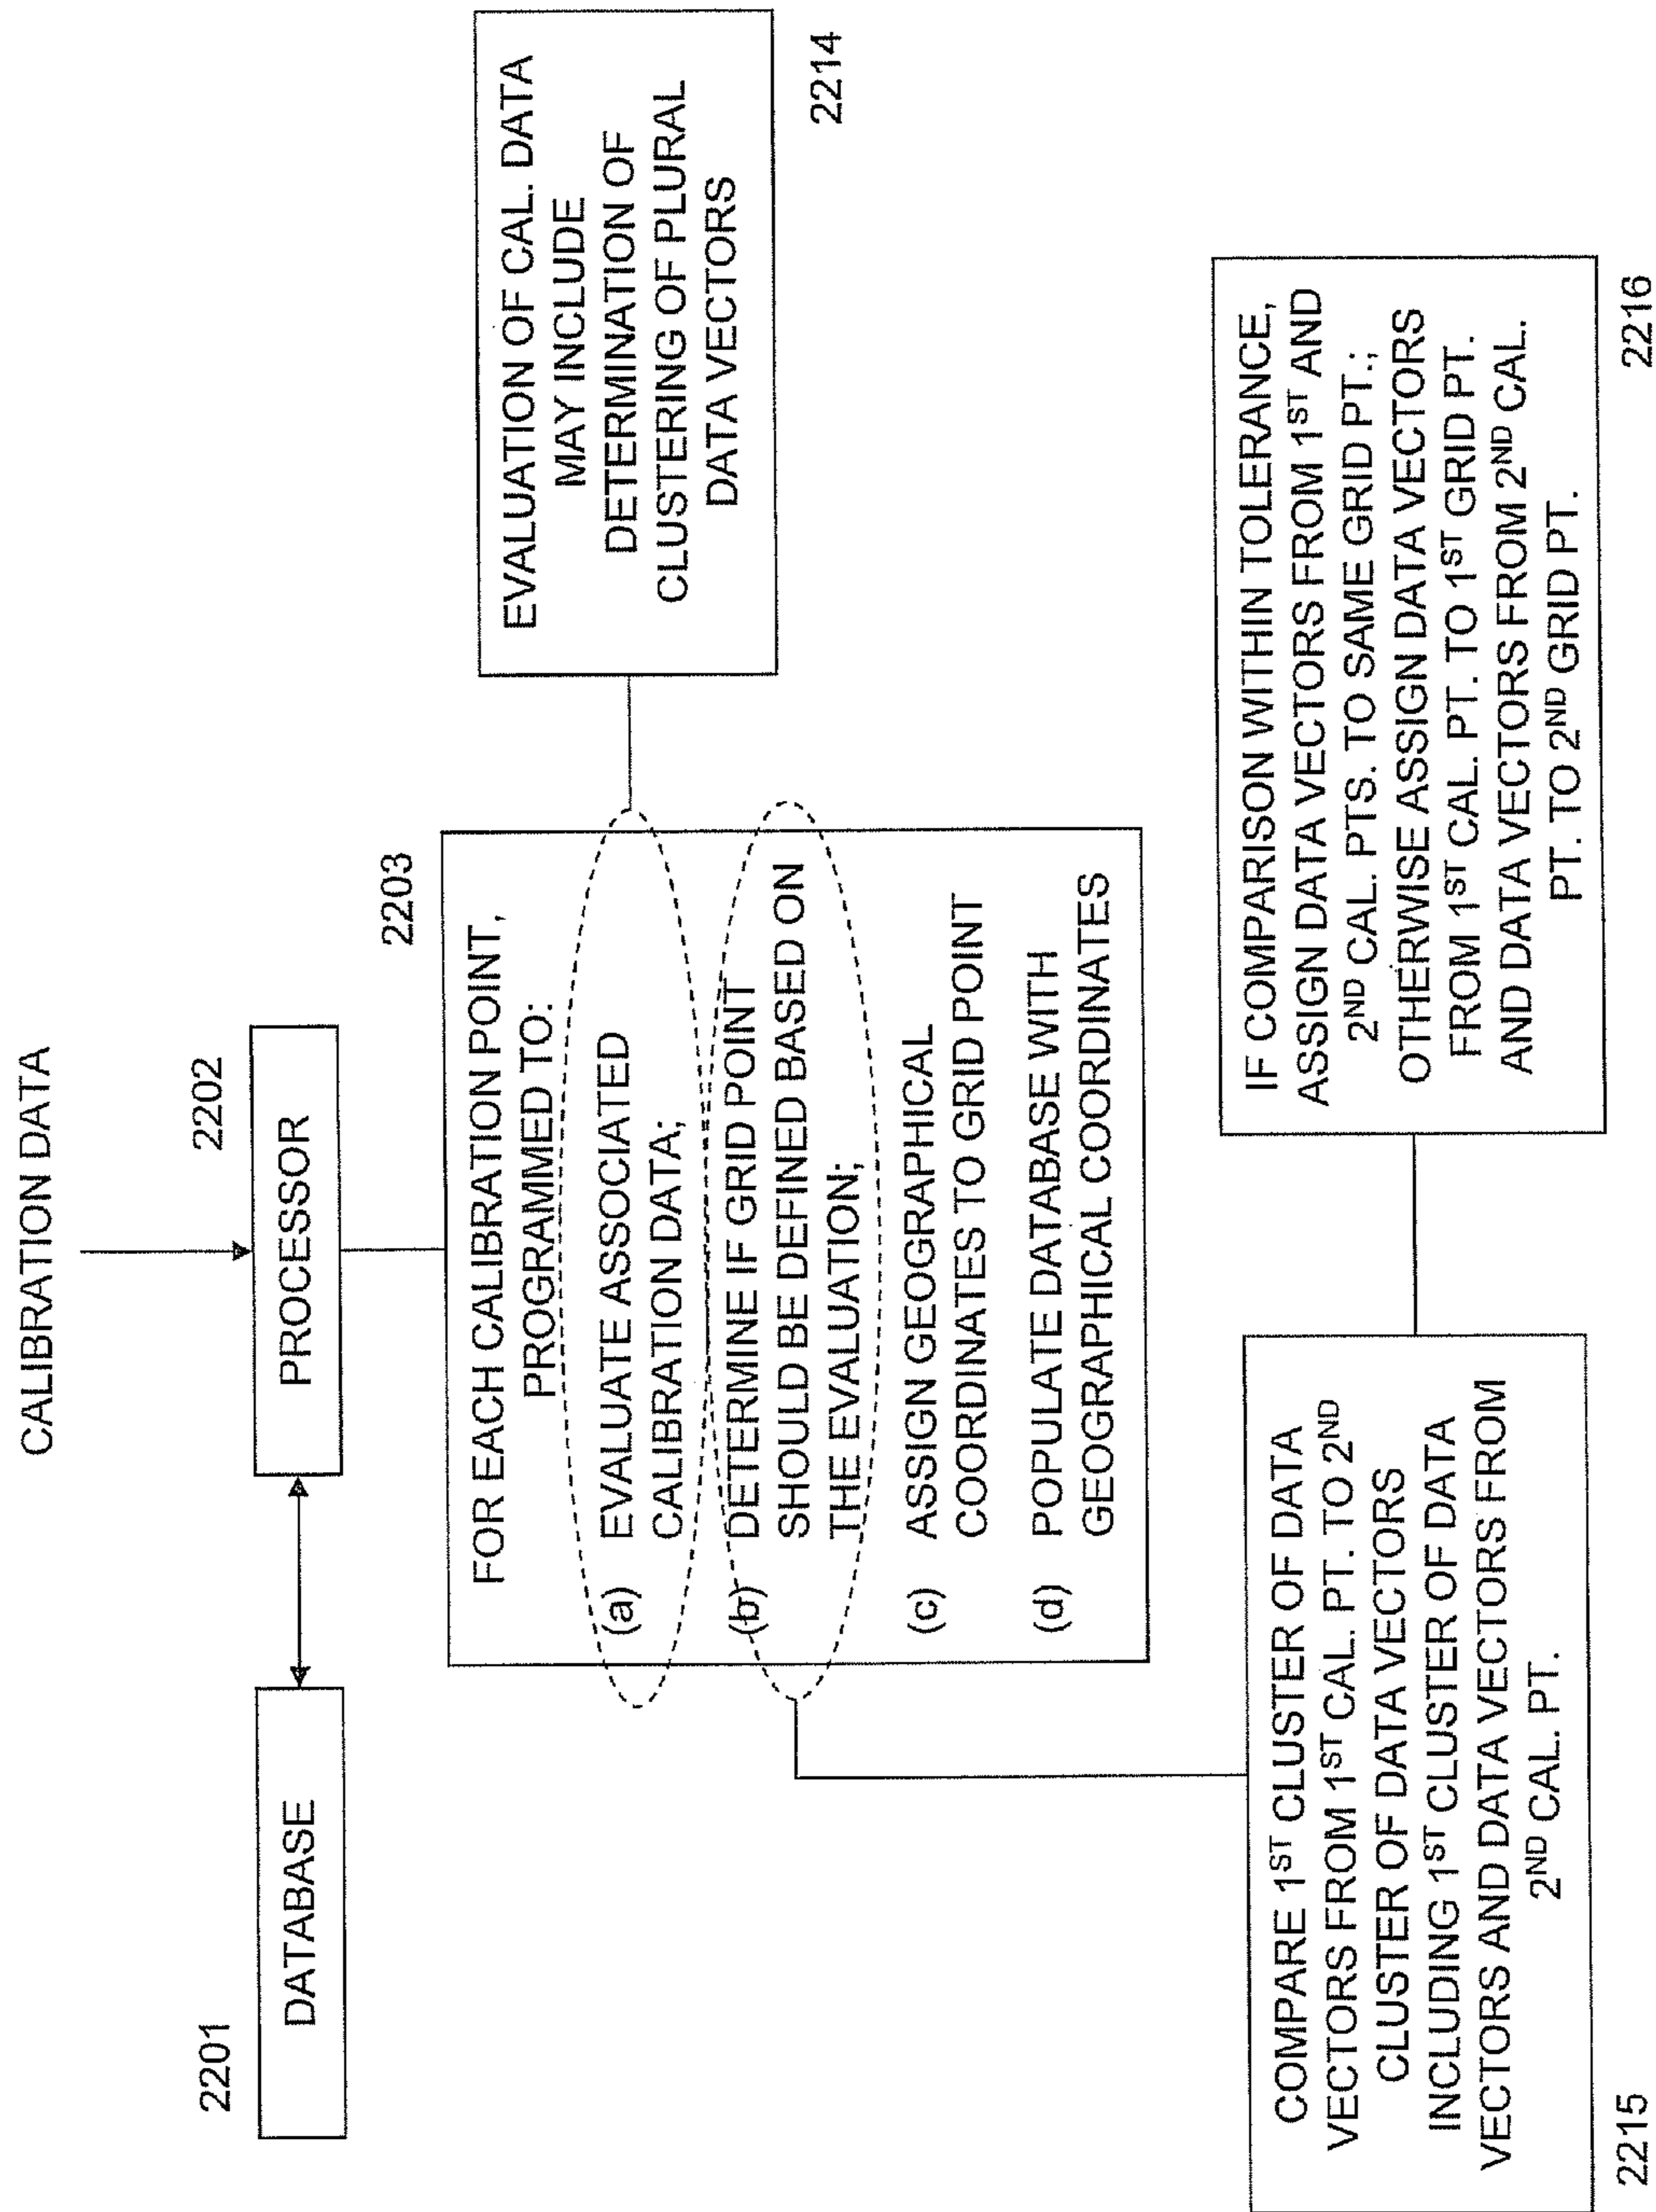 CALIBRATION DATA
2201
DATABASE
2202
PROCESSOR
2203
FOR EACH CALIBRATION POINT,
PROGRAMMED TO:
(a) EVALUATE ASSOCIATED
CALIBRATION DATA;
(b) DETERMINE IF GRID POINT
SHOULD BE DEFINED BASED ON
THE EVALUATION;
(c) ASSIGN GEOGRAPHICAL
COORDINATES TO GRID POINT
(d) POPULATE DATABASE WITH
GEOGRAPHICAL COORDINATES
EVALUATION OF CAL. DATA
MAY INCLUDE
DETERMINATION OF
CLUSTERING OF PLURAL
DATA VECTORS
2214
COMPARE 1ST CLUSTER OF DATA
VECTORS FROM 1ST CAL. PT. TO 2ND
CLUSTER OF DATA VECTORS
INCLUDING 1ST CLUSTER OF DATA
VECTORS AND DATA VECTORS FROM
2ND CAL. PT.
2215
IF COMPARISON WITHIN TOLERANCE,
ASSIGN DATA VECTORS FROM 1ST AND
2ND CAL. PTS. TO SAME GRID PT.;
OTHERWISE ASSIGN DATA VECTORS
FROM 1ST CAL. PT. TO 1ST GRID PT.
AND DATA VECTORS FROM 2ND CAL.
PT. TO 2ND GRID PT.
2216